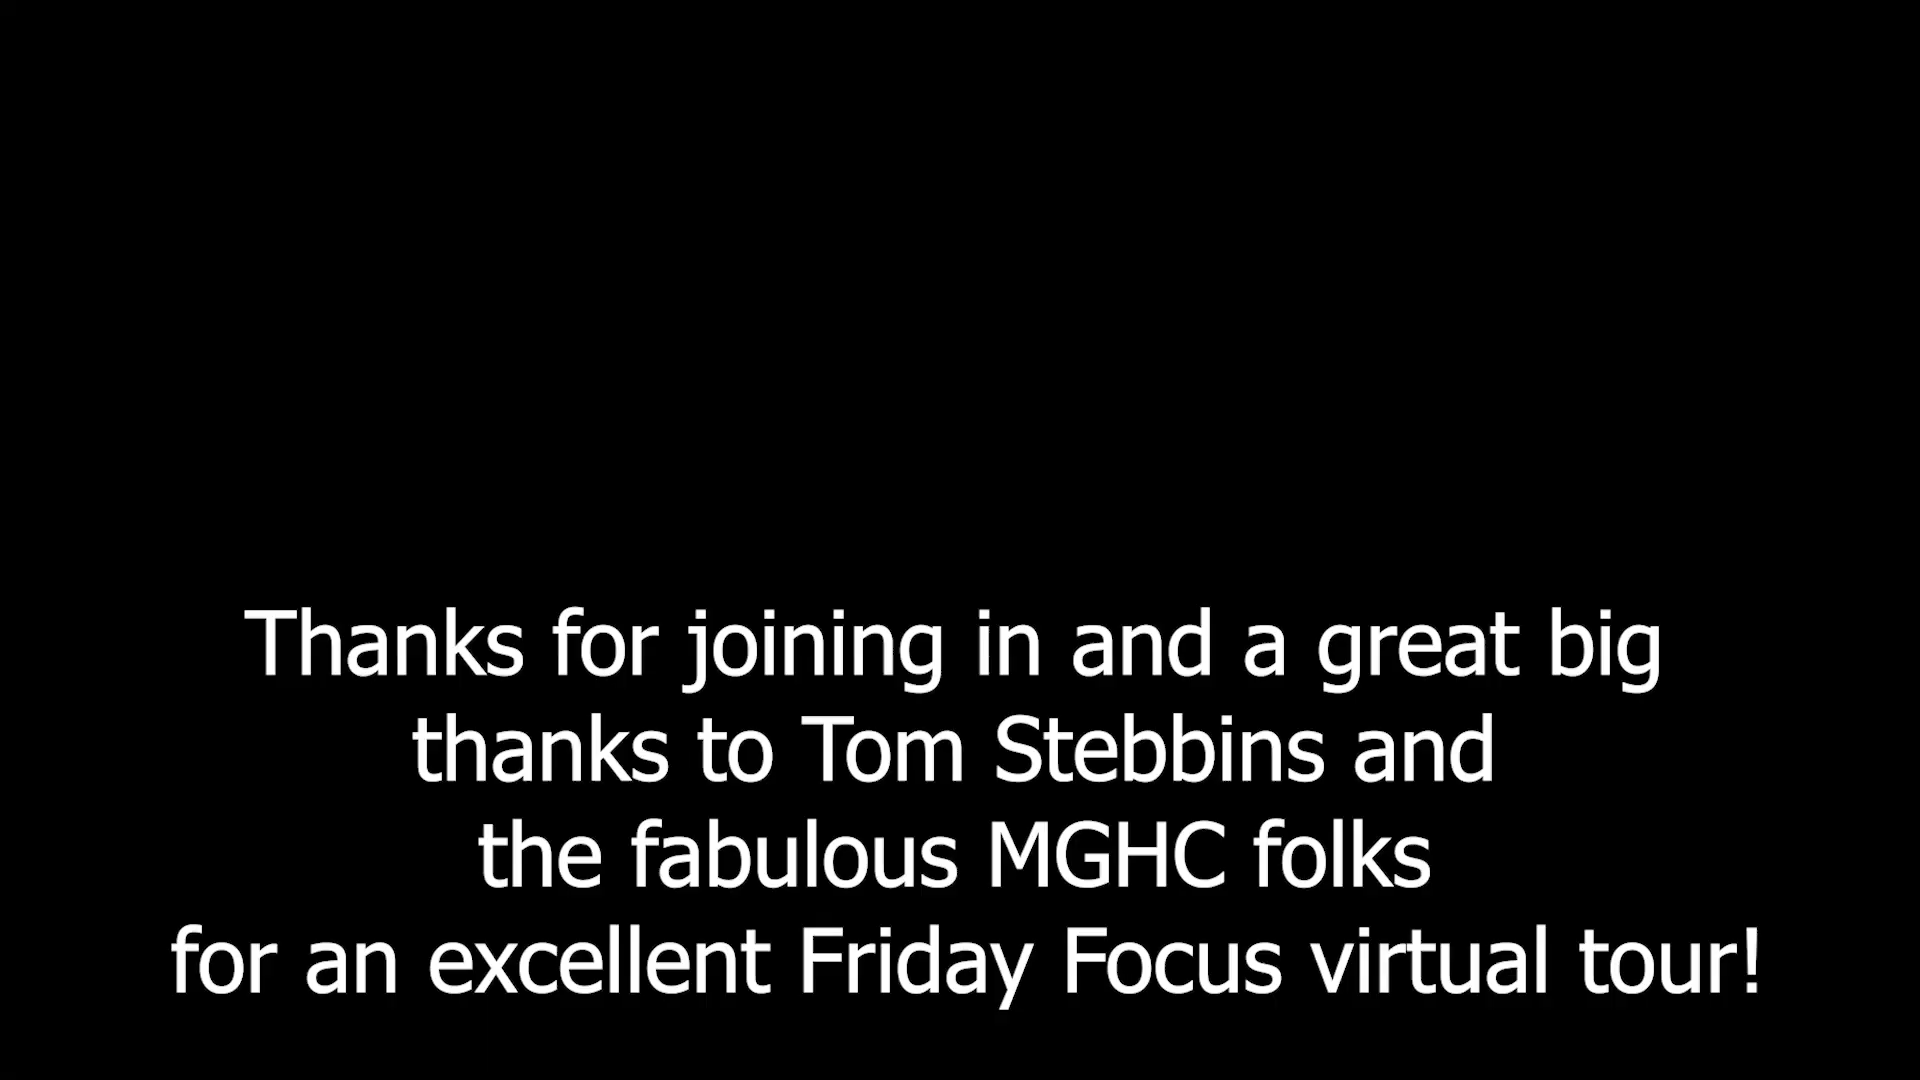 Thanks for joining in and a great big
thanks to Tom Stebbins and
the fabulous MGHC folks
for an excellent Friday Focus virtual tour!